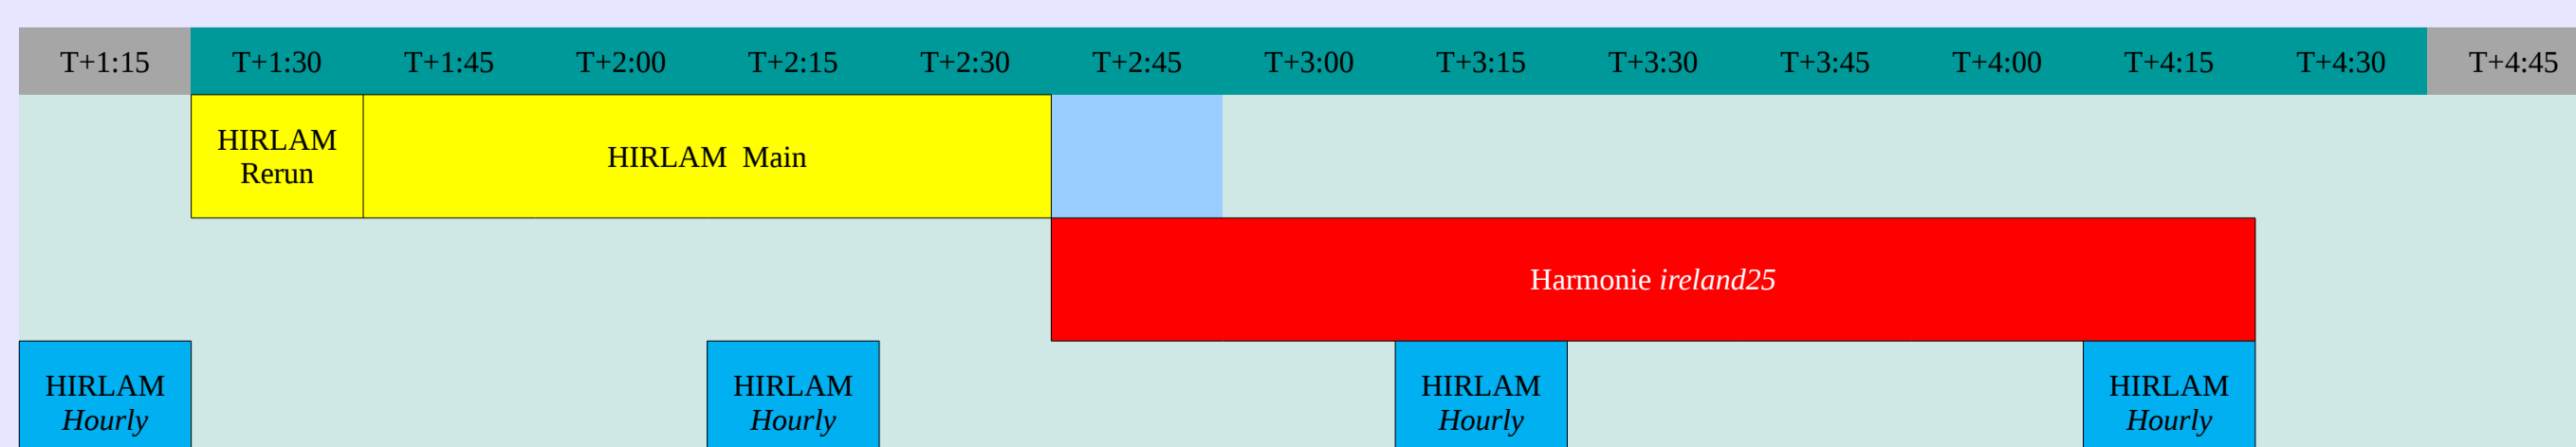 T+1:15 T+1:30 T+1:45 T+2:00 T+2:15 T+2:30 T+2:45 T+3:00 T+3:15 T+3:30 T+3:45 T+4:00 T+4:15 T+4:30 T+4:45
HIRLAM
Rerun
HIRLAM Main
Harmonie ireland25
HIRLAM
Hourly
HIRLAM
Hourly
HIRLAM
Hourly
HIRLAM
Hourly